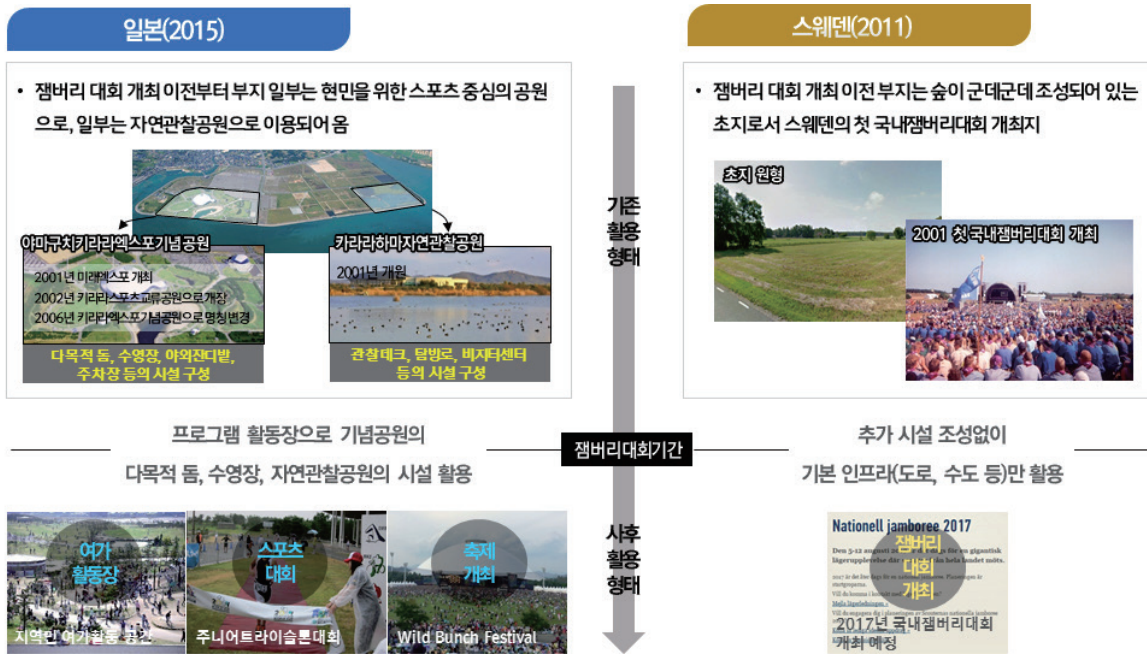 일본(2015)
• 잼버리 대회 개최 이전부터 부지 일부는 현민을 위한 스포츠 중심의 공원
으로, 일부는 자연관찰공원으로 이용되어 옴
야마구치키라라엑스포기념공원
2001년 미래엑스포 개최
2002년 키라라스포츠교류공원으로 개장
2006년 키라라엑스포기념공원으로 명칭변경
다목적 돔, 수영장, 야외잔디밭,
주차장 등의 시설 구성
카라라하마자연관찰공원
2001년 개원
관찰데크, 탐방로, 비지터센터
등의 시설 구성
프로그램 활동장으로 기념공원의
다목적 돔, 수영장, 자연관찰공원의 시설 활용
여가
활동장
지역민 여가활동 공간
스포츠
대회
주니어트라이슬론대회
축제
개최
Wild Bunch Festival
기존
활용
형태
잼버리대회기간
사후
활용
형태
스웨덴(2011)
• 잼버리 대회 개최 이전 부지는 숲이 군데군데 조성되어 있는
초지로서 스웨덴의 첫 국내잼버리대회 개최지
초지 원형
2001 첫 국내잼버리대회 개최
추가 시설 조성없이
기본 인프라(도로, 수도 등)만 활용
Nationell jamboree 2017
Den 5-12 augusti för en gigantisk
lägerupplevelse hela landet möts.
잼버리
대회
개최
2017년 국내잼버리대회
개최 예정